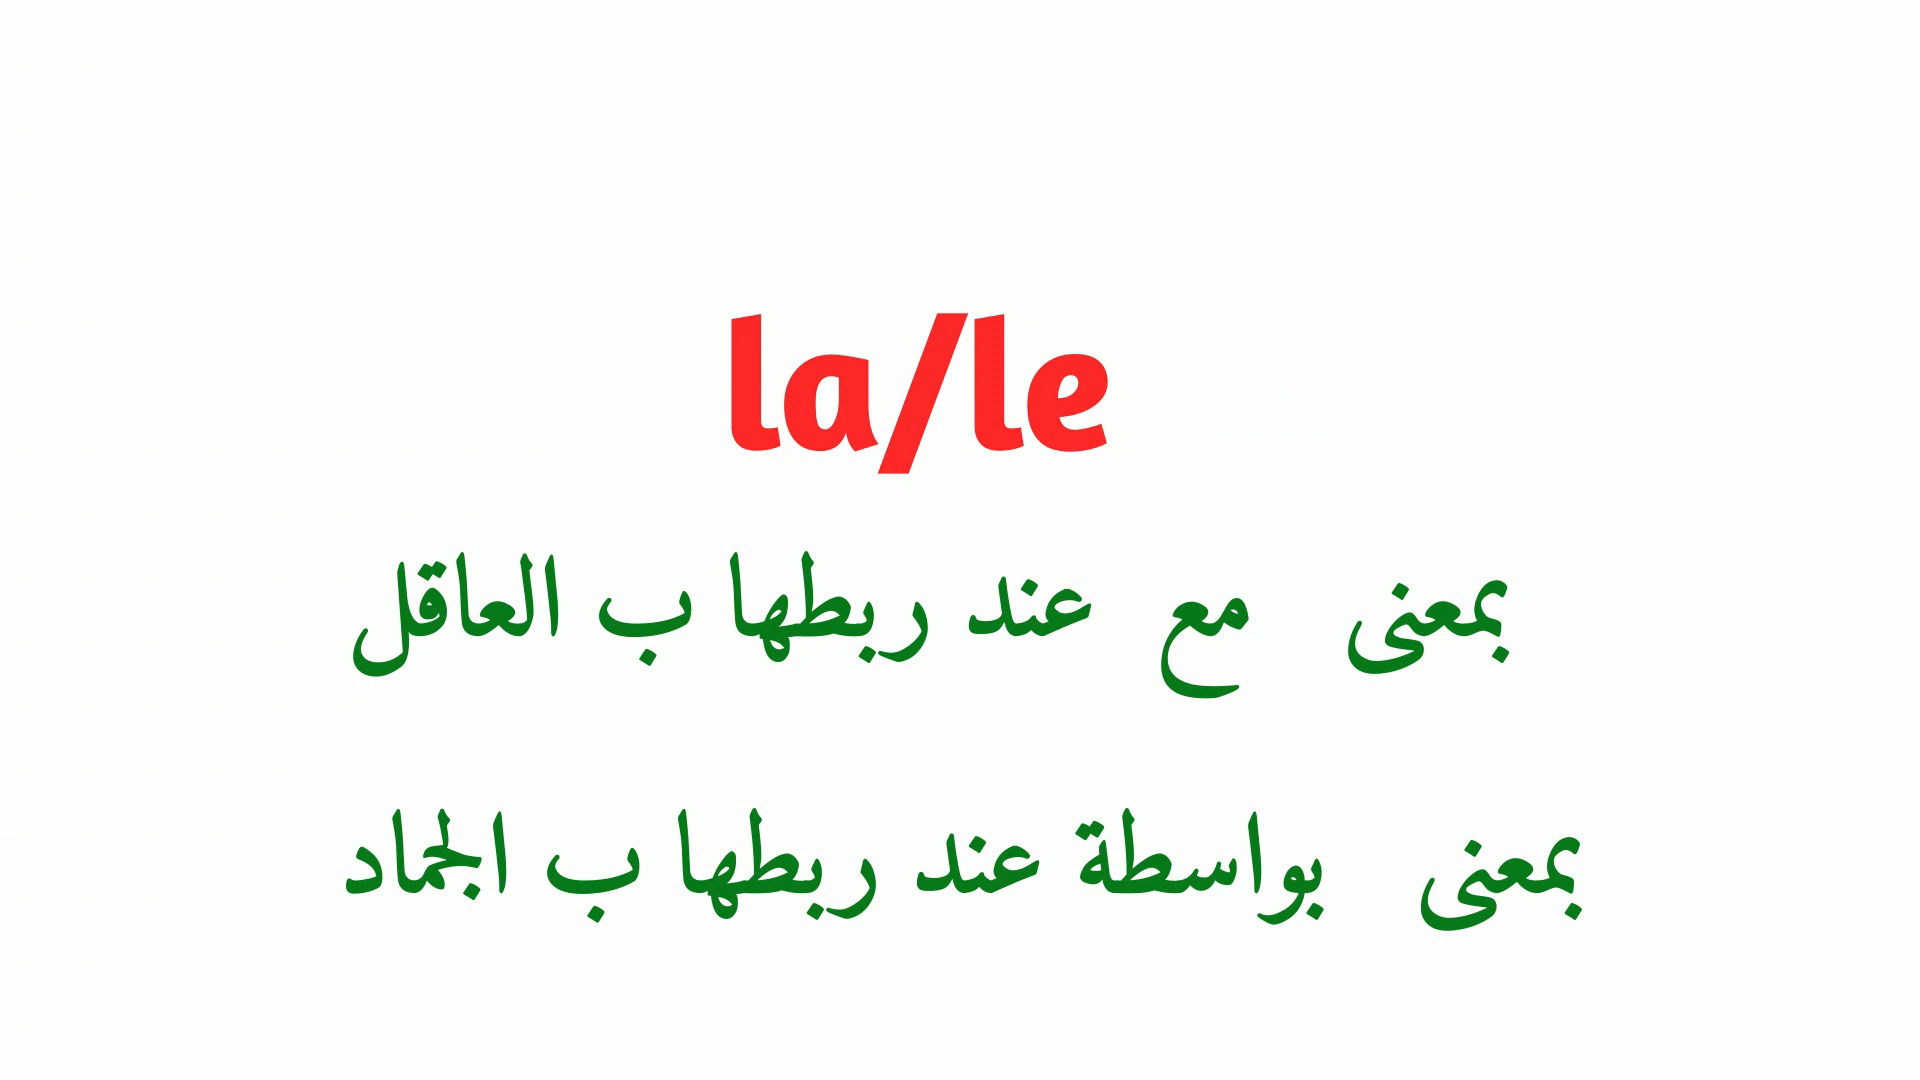 la/le
بمعنى مع عند ربطها ب العاقل
بمعنى بواسطة عند ربطها ب الجماد